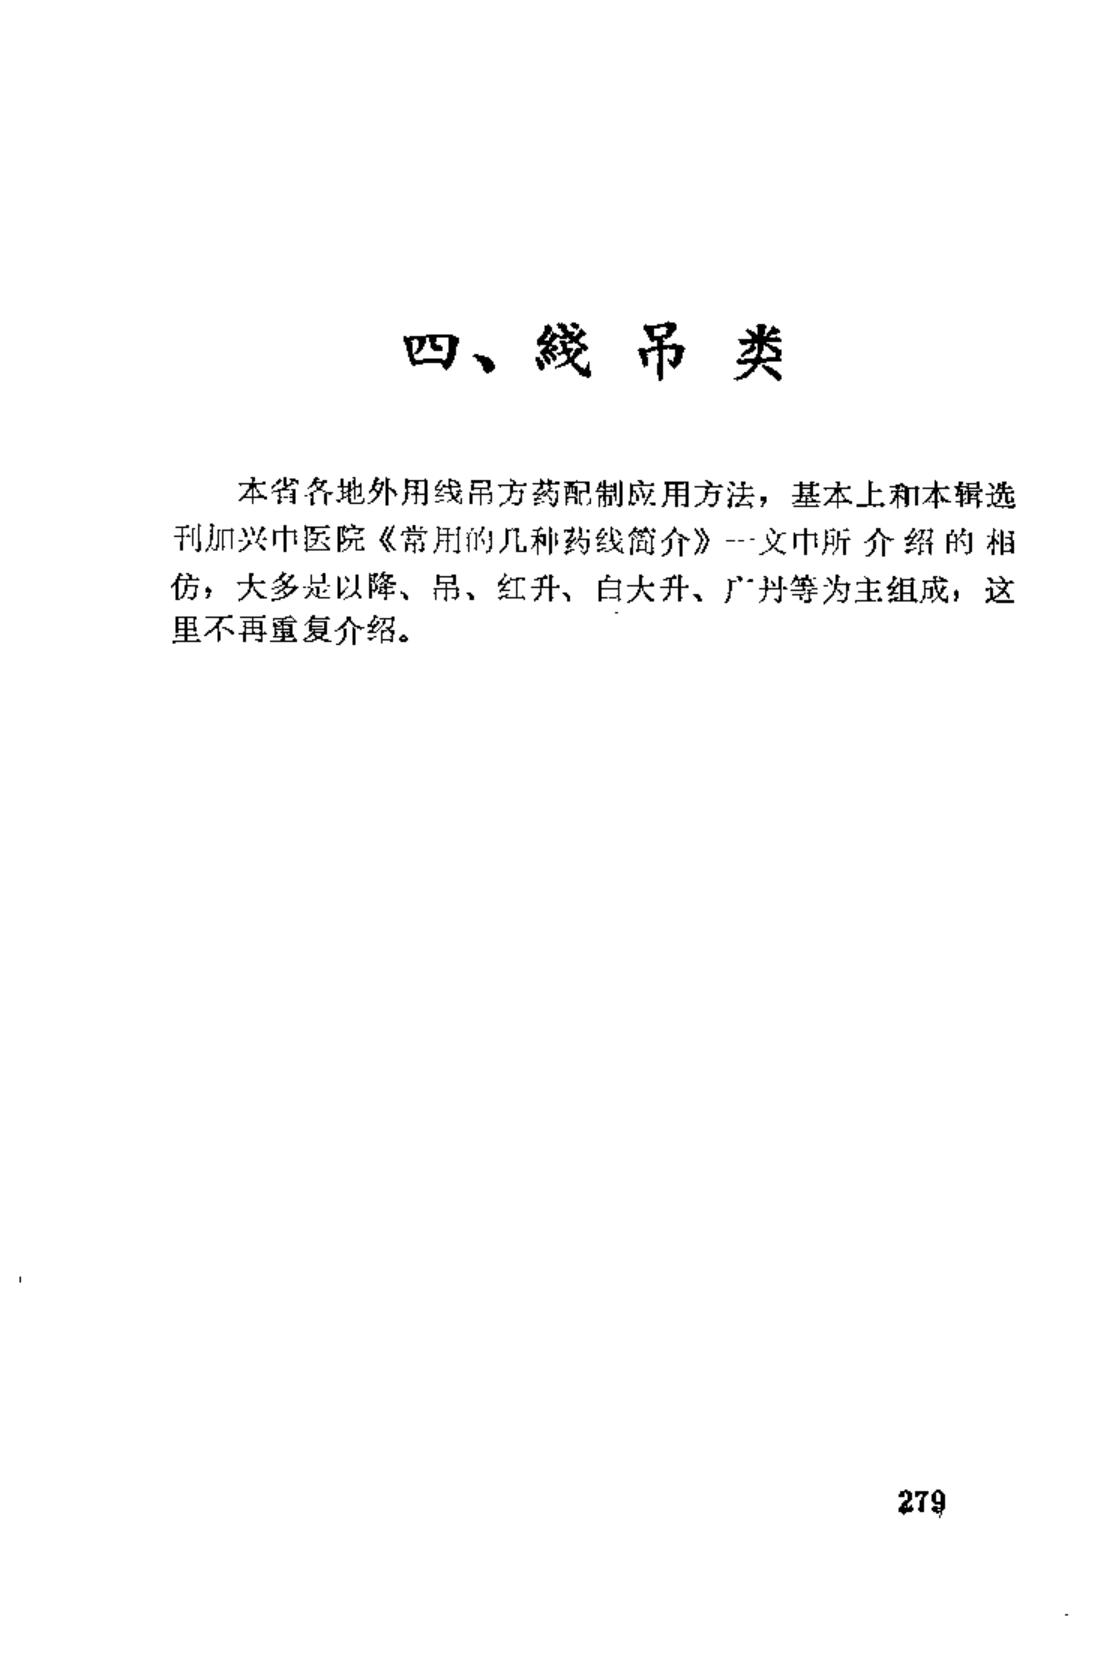 四、綫吊类
本省各地外用线吊方药配制应用方法，基本上和本辑选
刊加兴中医院《常用的几种药线简介》一文中所介绍的相
仿，大多是以降、吊、红升、白大升、广丹等为主组成，这
里不再重复介绍。
279